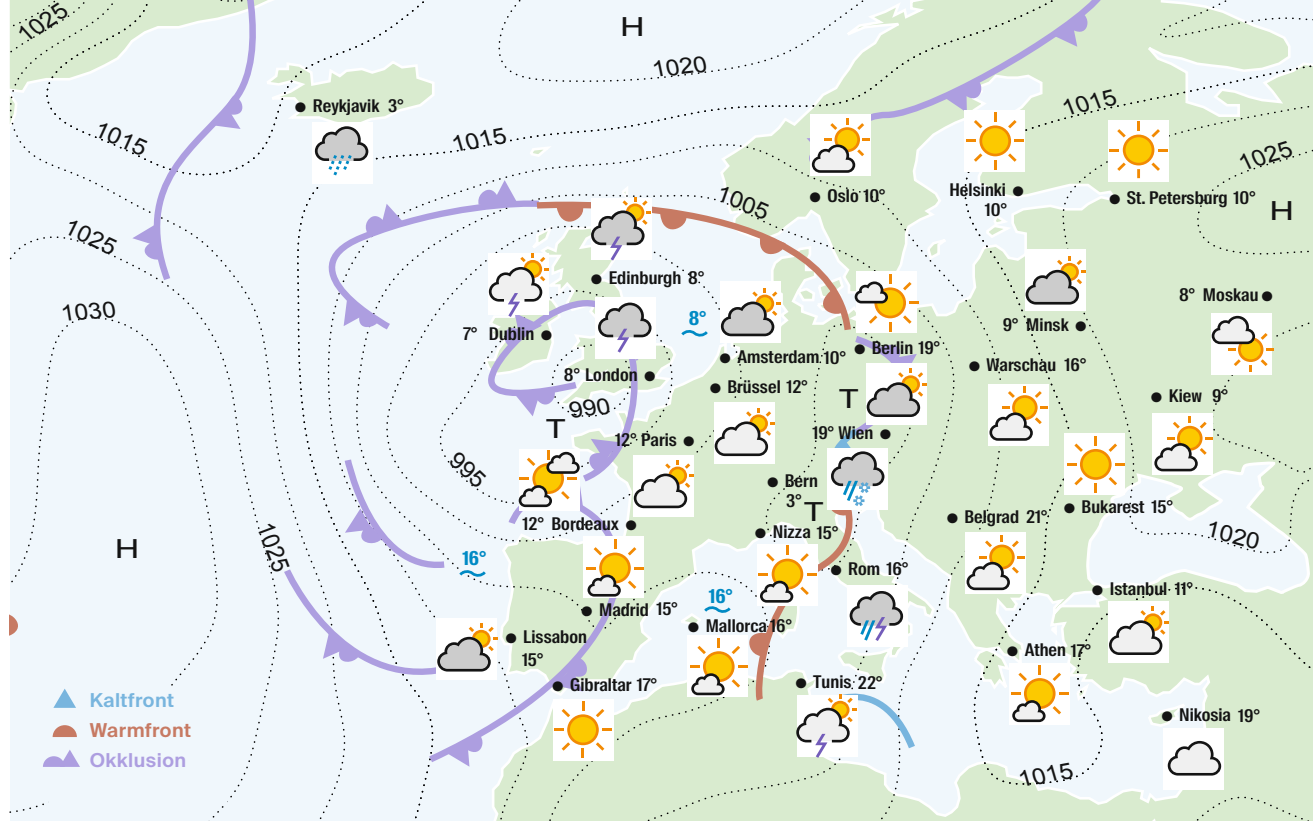 1025
H
1020
Reykjavik 3°
1015
1015
1015
1025
1005
Oslo 10°
Helsinki
10°
St. Petersburg 10°
H
1025
Edinburgh 8°
1030
8°
7° Dublin
8° Moskau
9° Minsk
Amsterdam 10°
Berlin 19°
Warschau 16°
8° London
Brüssel 12°
T
Kiew 9°
990
T
12° Paris
19° Wien
995
Bern
3°
T
12° Bordeaux
Nizza 15°
Belgrad 21°
Bukarest 15°
1020
H
1025
16°
Rom 16°
Istanbul 11°
16°
Madrid 15°
Mallorca 16°
Lissabon
15°
Athen 17°
Gibraltar 17°
Tunis 22°
Nikosia 19°
Kaltfront
Warmfront
Okklusion
1015